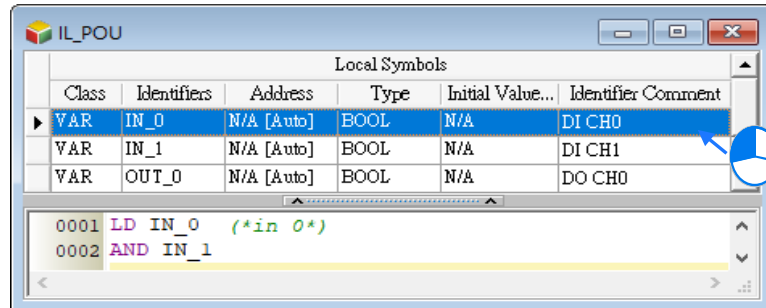 IL_POU
Local Symbols
Class Identifiers Address Type Initial Value... Identifier Comment
VAR IN_0 N/A [Auto] BOOL N/A DI CH0
VAR IN_1 N/A [Auto] BOOL N/A DI CH1
VAR OUT_0 N/A [Auto] BOOL N/A DO CH0
0001 LD IN_0 (*in 0*)
0002 AND IN_1